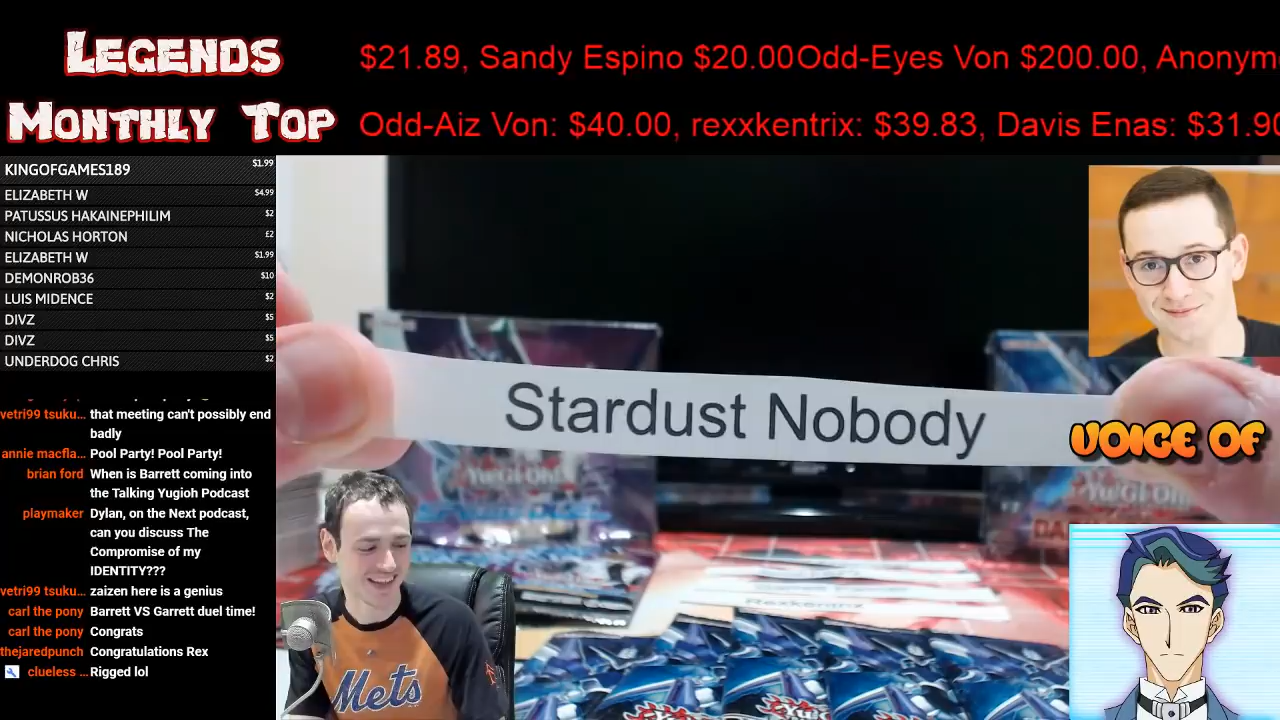 LEGENDS
$21.89, Sandy Espino $20.00Odd-Eyes Von $200.00, Anonym
MONTHLY TOP
Odd-Aiz Von: $40.00, rexxkentrix: $39.83, Davis Enas: $31.90
KINGOFGAMES189 $1.99
ELIZABETH W $4.99
PATUSSUS HAKAINEPHILIM $2
NICHOLAS HORTON £2
ELIZABETH W $1.99
DEMONROB36 $10
LUIS MIDENCE $2
DIVZ $5
DIVZ $5
UNDERDOG CHRIS $2
vetri99 tsuku... that meeting can't possibly end
badly
annie macfla... Pool Party! Pool Party!
brian ford When is Barrett coming into
the Talking Yugioh Podcast
playmaker Dylan, on the Next podcast,
can you discuss The
Compromise of my
IDENTITY???
vetri99 tsuku... zaizen here is a genius
carl the pony Barrett VS Garrett duel time!
carl the pony Congrats
thejaredpunch Congratulations Rex
clueless ... Rigged lol
Stardust Nobody
VOICE OF
Yu-Gi-Oh!
Yu-Gi-Oh!
Mets